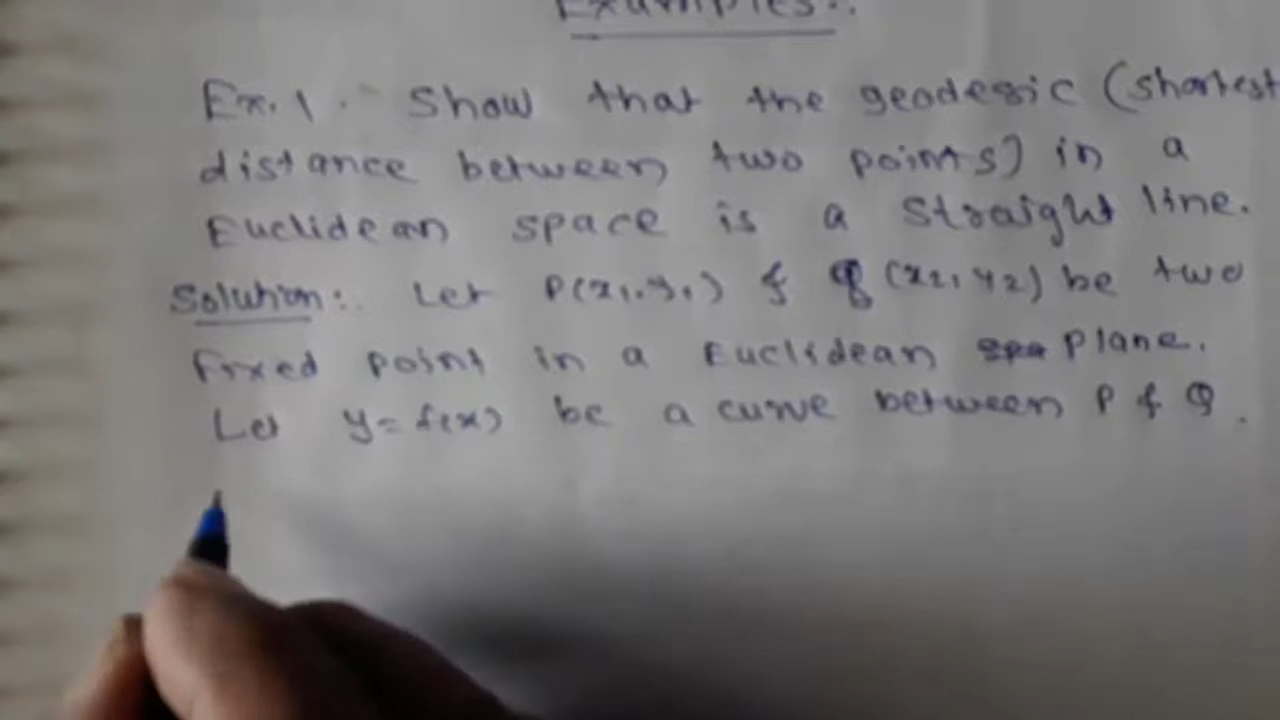 Examples:.
Ex. 1. Show that the geodesic (shortest
distance between two points) in a
Euclidean space is a straight line.
Solution:. Let P(x1, y1) & Q (x2, y2) be two
fixed point in a Euclidean plane.
Let y = f(x) be a curve between P & Q.